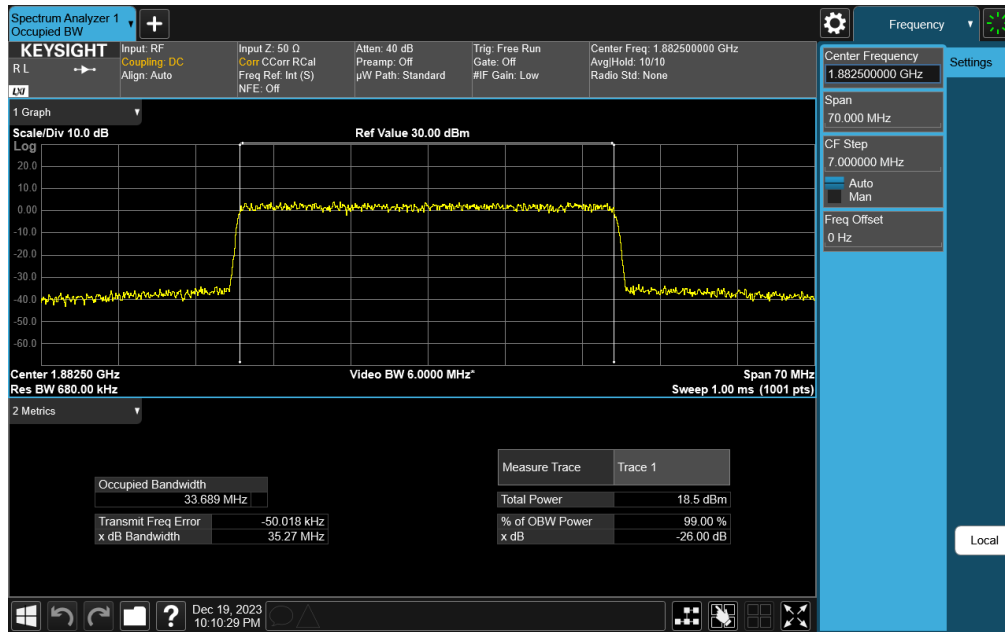 Spectrum Analyzer 1
Occupied BW
Frequency
KEYSIGHT
R L
LXI
Input: RF
Coupling: DC
Align: Auto
Input Z: 50 Ω
Corr CCorr RCal
Freq Ref: Int (S)
NFE: Off
Atten: 40 dB
Preamp: Off
µW Path: Standard
Trig: Free Run
Gate: Off
#IF Gain: Low
Center Freq: 1.882500000 GHz
Avg|Hold: 10/10
Radio Std: None
Center Frequency
1.882500000 GHz
Settings
Span
70.000 MHz
CF Step
7.000000 MHz
Auto
Man
Freq Offset
0 Hz
Local
1 Graph
Scale/Div 10.0 dB
Ref Value 30.00 dBm
Log
20.0
10.0
0.00
-10.0
-20.0
-30.0
-40.0
-50.0
-60.0
Center 1.88250 GHz
Video BW 6.0000 MHz*
Span 70 MHz
Res BW 680.00 kHz
Sweep 1.00 ms (1001 pts)
2 Metrics
Occupied Bandwidth
33.689 MHz
Transmit Freq Error -50.018 kHz
x dB Bandwidth 35.27 MHz
Measure Trace Trace 1
Total Power 18.5 dBm
% of OBW Power 99.00 %
x dB -26.00 dB
?
Dec 19, 2023
10:10:29 PM